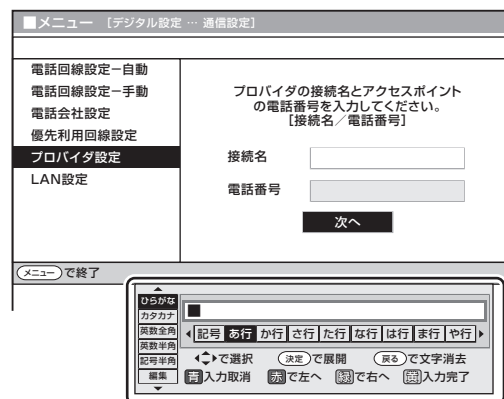 ■メニュー [デジタル設定 … 通信設定]
電話回線設定－自動
電話回線設定－手動
電話会社設定
優先利用回線設定
プロバイダ設定
LAN設定
プロバイダの接続名とアクセスポイント
の電話番号を入力してください。
[接続名／電話番号]
接続名
電話番号
次へ
メニューで終了
ひらがな
カタカナ
英数全角
英数半角
記号半角
編集
記号 あ行 か行 さ行 た行 な行 は行 ま行 や行
で選択 決定で展開 戻るで文字消去
青入力取消 赤で左へ 緑で右へ 黄入力完了